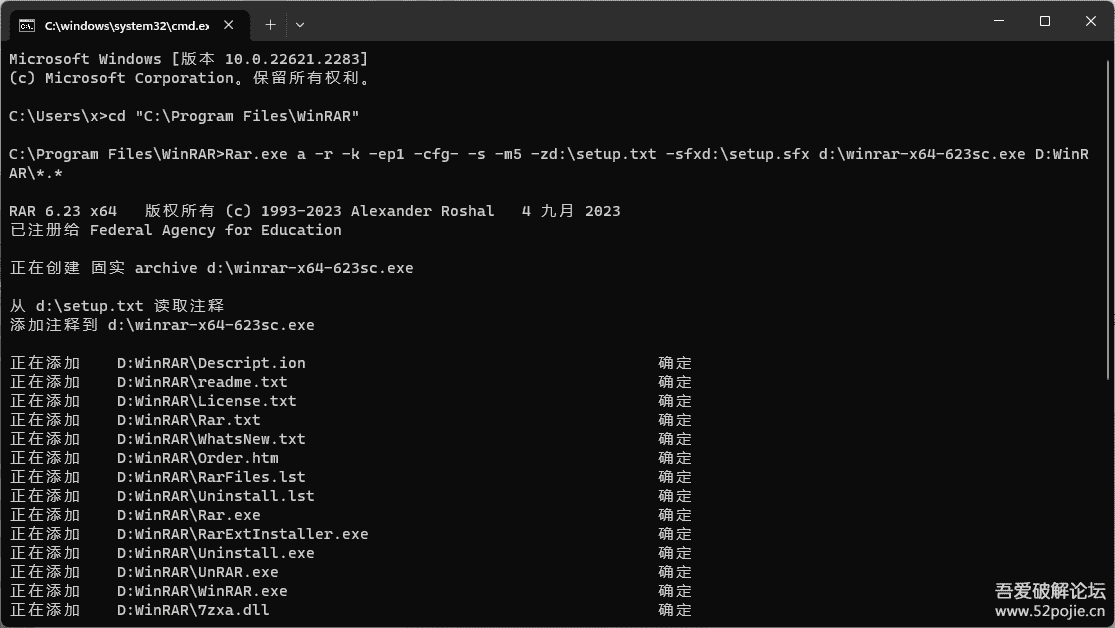 C:\windows\system32\cmd.ex
Microsoft Windows [版本 10.0.22621.2283]
(c) Microsoft Corporation。保留所有权利。
C:\Users\x>cd "C:\Program Files\WinRAR"
C:\Program Files\WinRAR>Rar.exe a -r -k -ep1 -cfg- -s -m5 -zd:\setup.txt -sfxd:\setup.sfx d:\winrar-x64-623sc.exe D:WinR
AR\*.*
RAR 6.23 x64   版权所有 (c) 1993-2023 Alexander Roshal   4 九月 2023
已注册给 Federal Agency for Education
正在创建 固实 archive d:\winrar-x64-623sc.exe
从 d:\setup.txt 读取注释
添加注释到 d:\winrar-x64-623sc.exe
正在添加    D:WinRAR\Descript.ion    确定
正在添加    D:WinRAR\readme.txt    确定
正在添加    D:WinRAR\License.txt    确定
正在添加    D:WinRAR\Rar.txt    确定
正在添加    D:WinRAR\WhatsNew.txt    确定
正在添加    D:WinRAR\Order.htm    确定
正在添加    D:WinRAR\RarFiles.lst    确定
正在添加    D:WinRAR\Uninstall.lst    确定
正在添加    D:WinRAR\Rar.exe    确定
正在添加    D:WinRAR\RarExtInstaller.exe    确定
正在添加    D:WinRAR\Uninstall.exe    确定
正在添加    D:WinRAR\UnRAR.exe    确定
正在添加    D:WinRAR\WinRAR.exe    确定
正在添加    D:WinRAR\7zxa.dll    确定
吾爱破解论坛
www.52pojie.cn